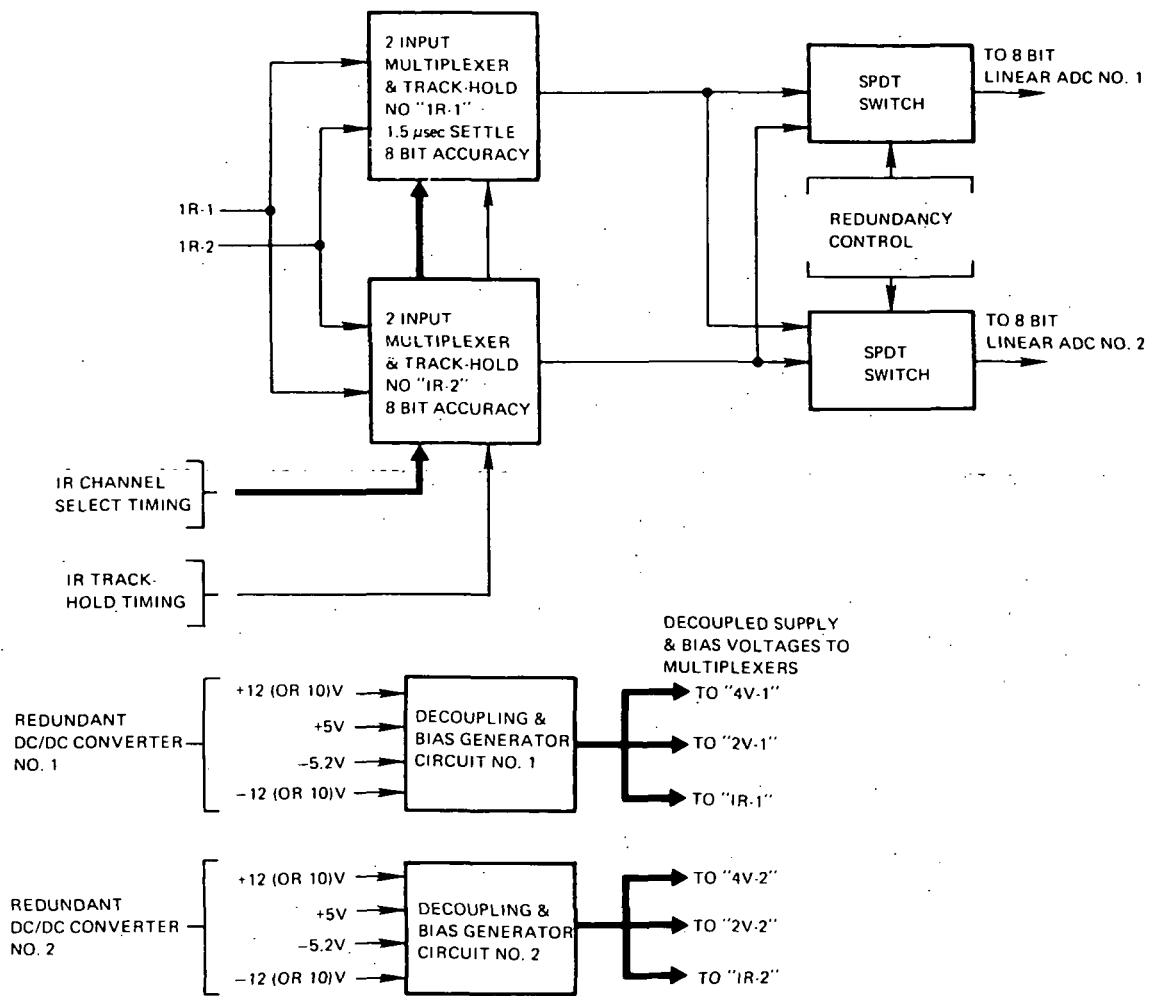 2 INPUT
MULTIPLEXER
& TRACK-HOLD
NO "1R-1"
1.5 μsec SETTLE
8 BIT ACCURACY
SPDT
SWITCH
TO 8 BIT
LINEAR ADC NO. 1
1R-1
1R-2
REDUNDANCY
CONTROL
2 INPUT
MULTIPLEXER
& TRACK-HOLD
NO "IR-2"
8 BIT ACCURACY
SPDT
SWITCH
TO 8 BIT
LINEAR ADC NO. 2
IR CHANNEL
SELECT TIMING
IR TRACK-
HOLD TIMING
DECOUPLED SUPPLY
& BIAS VOLTAGES TO
MULTIPLEXERS
REDUNDANT
DC/DC CONVERTER
NO. 1
+12 (OR 10)V
+5V
-5.2V
-12 (OR 10)V
DECOUPLING &
BIAS GENERATOR
CIRCUIT NO. 1
TO "4V-1"
TO "2V-1"
TO "IR-1"
REDUNDANT
DC/DC CONVERTER
NO. 2
+12 (OR 10)V
+5V
-5.2V
-12 (OR 10)V
DECOUPLING &
BIAS GENERATOR
CIRCUIT NO. 2
TO "4V-2"
TO "2V-2"
TO "IR-2"